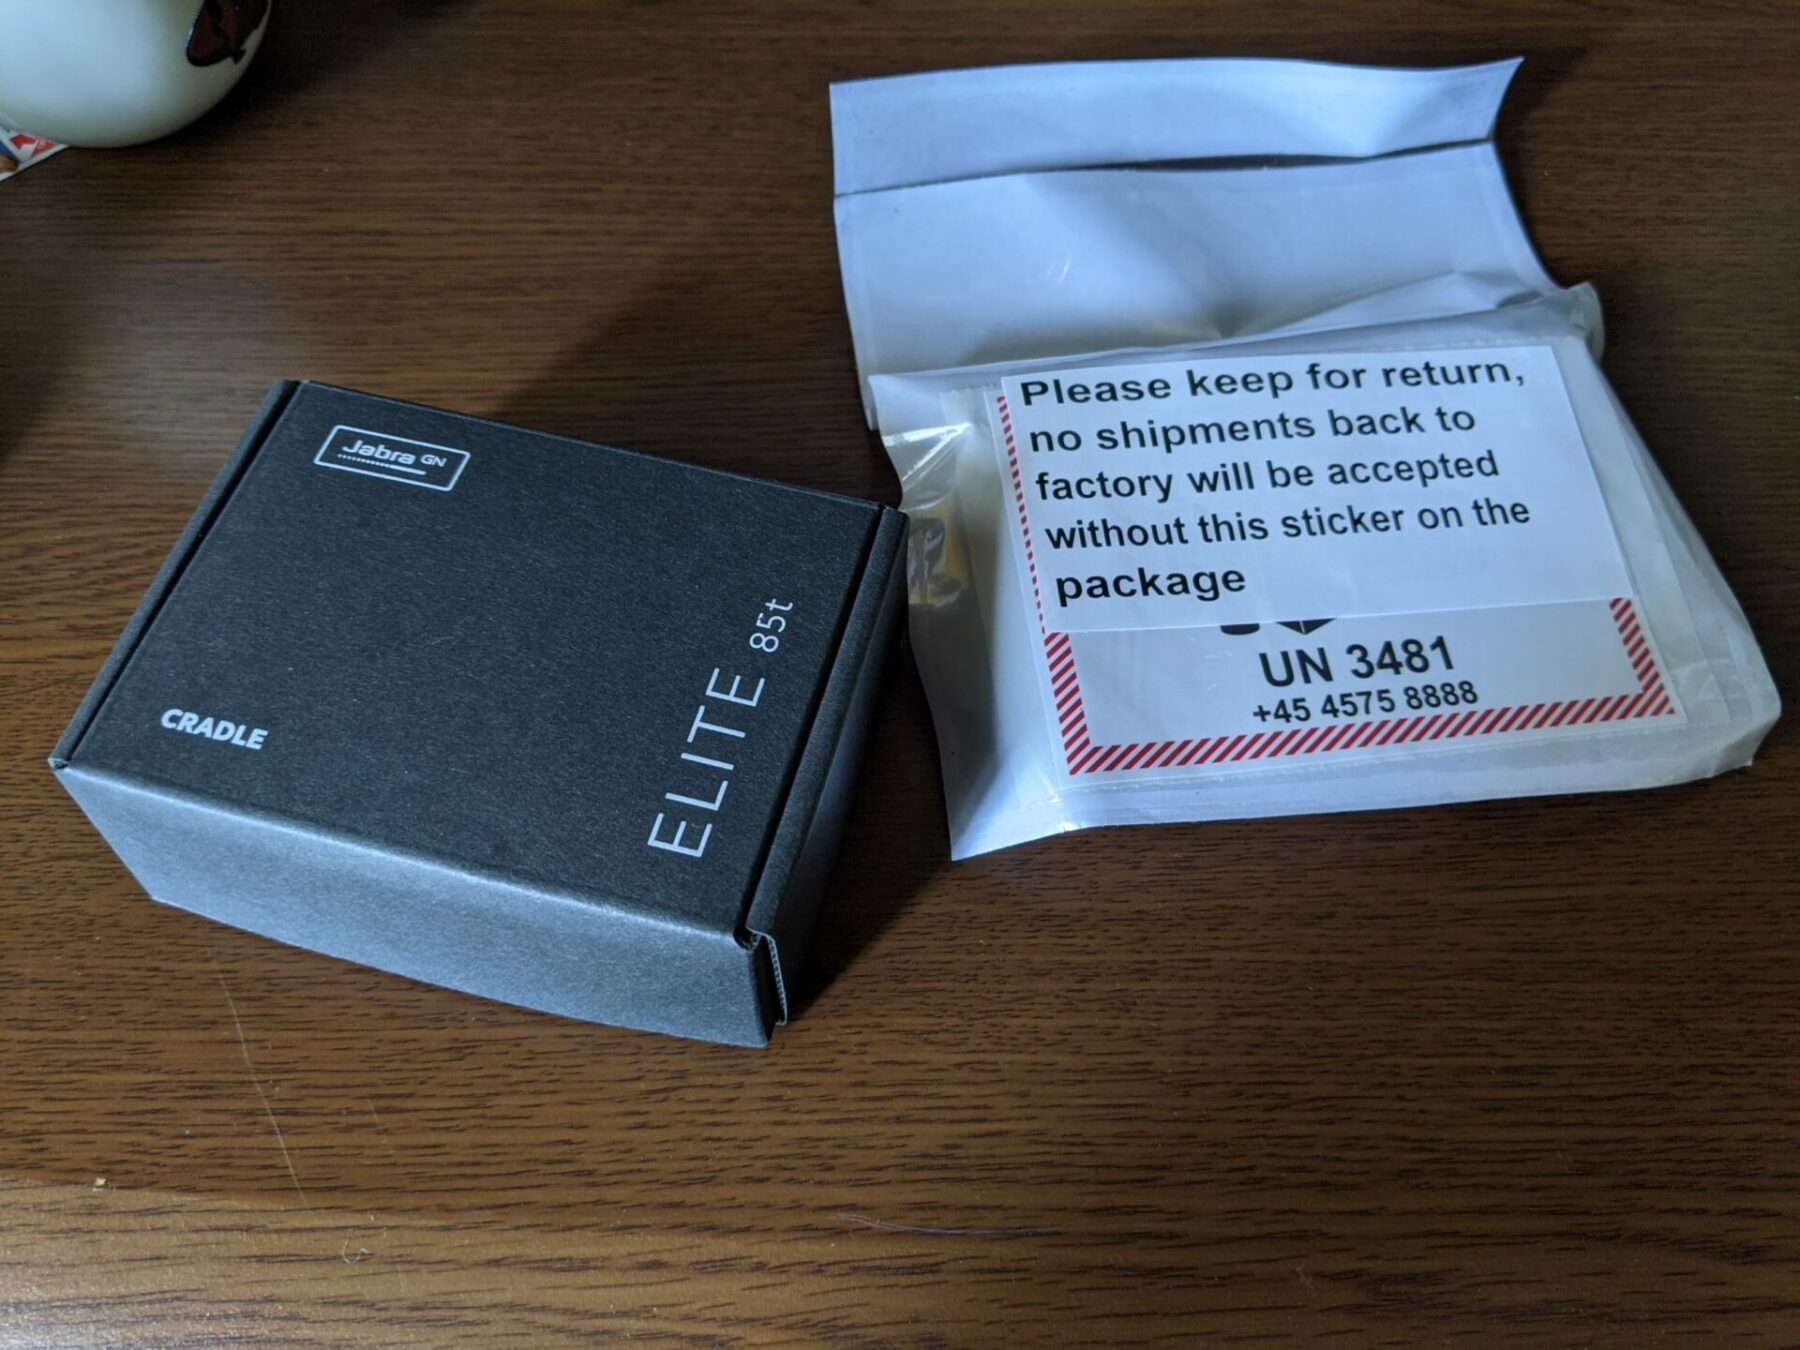 Jabra GN
CRADLE
ELITE 85t
Please keep for return,
no shipments back to
factory will be accepted
without this sticker on the
package
UN 3481
+45 4575 8888